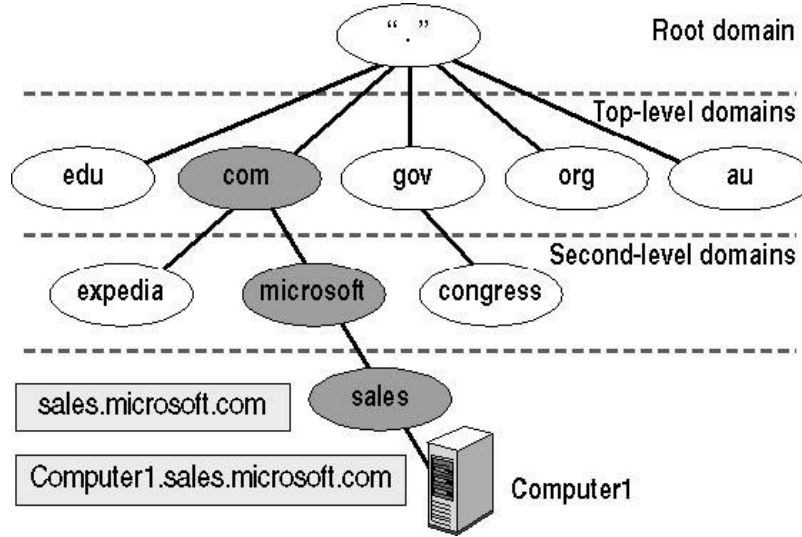 “.”
Root domain
Top-level domains
edu
com
gov
org
au
Second-level domains
expedia
microsoft
congress
sales
sales.microsoft.com
Computer1.sales.microsoft.com
Computer1